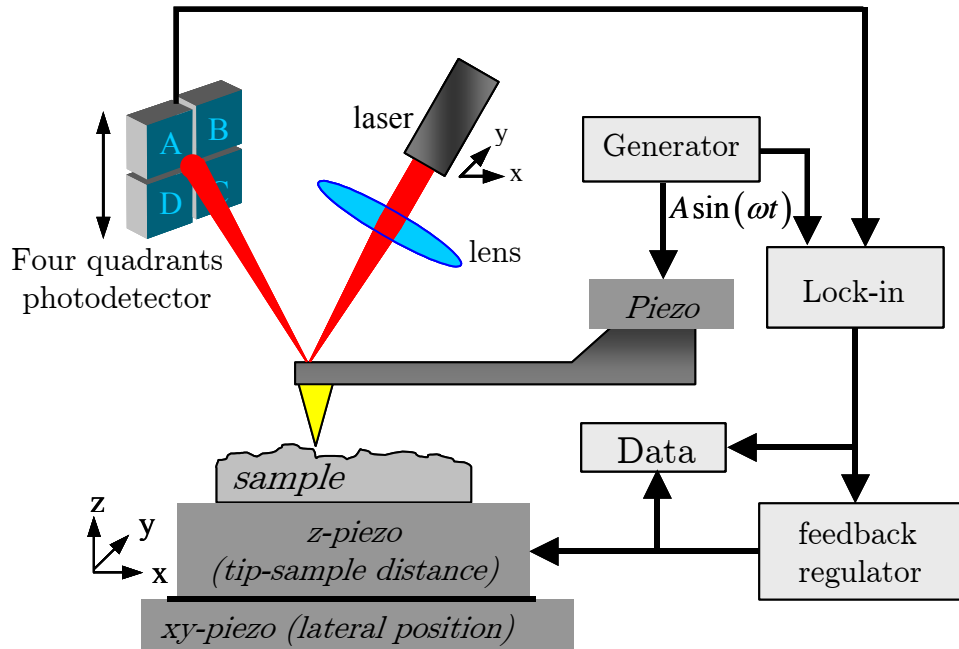 A
B
D
C
Four quadrants
photodetector
laser
y
x
lens
Generator
A sin(ωt)
Piezo
Lock-in
Data
feedback
regulator
sample
z
y
x
z-piezo
(tip-sample distance)
xy-piezo (lateral position)